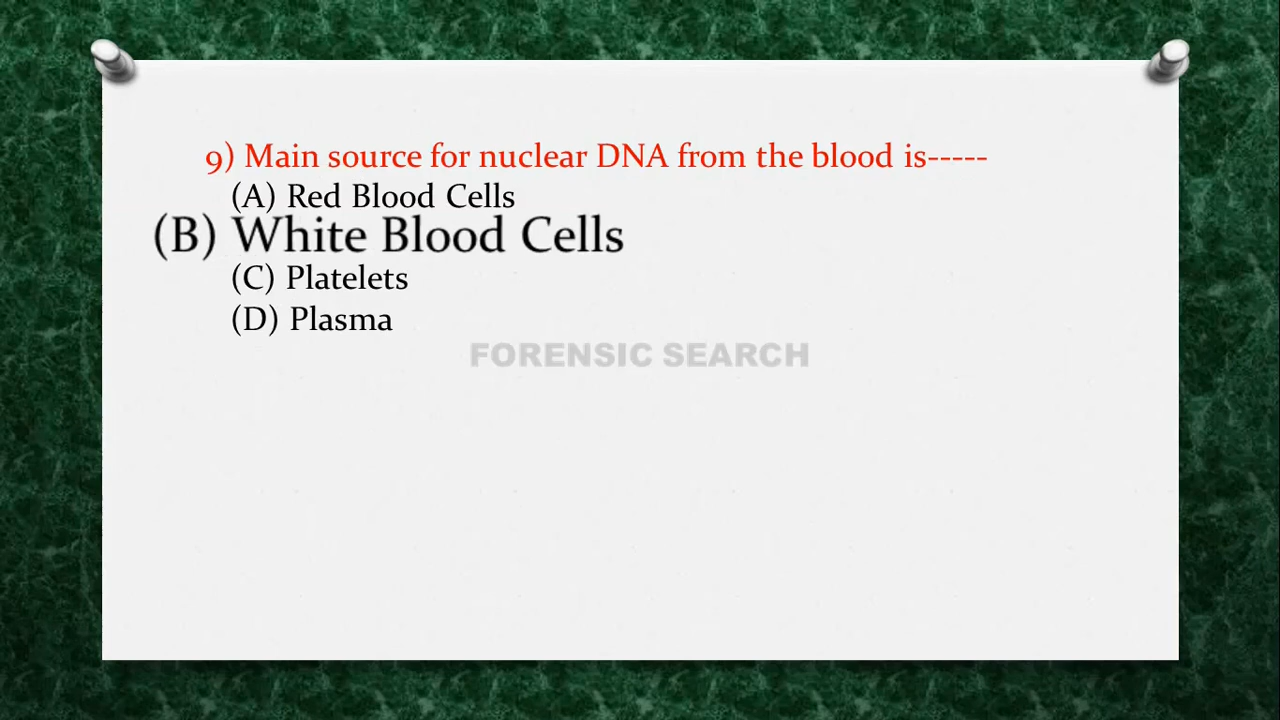 9) Main source for nuclear DNA from the blood is-----
(A) Red Blood Cells
(B) White Blood Cells
(C) Platelets
(D) Plasma
FORENSIC SEARCH